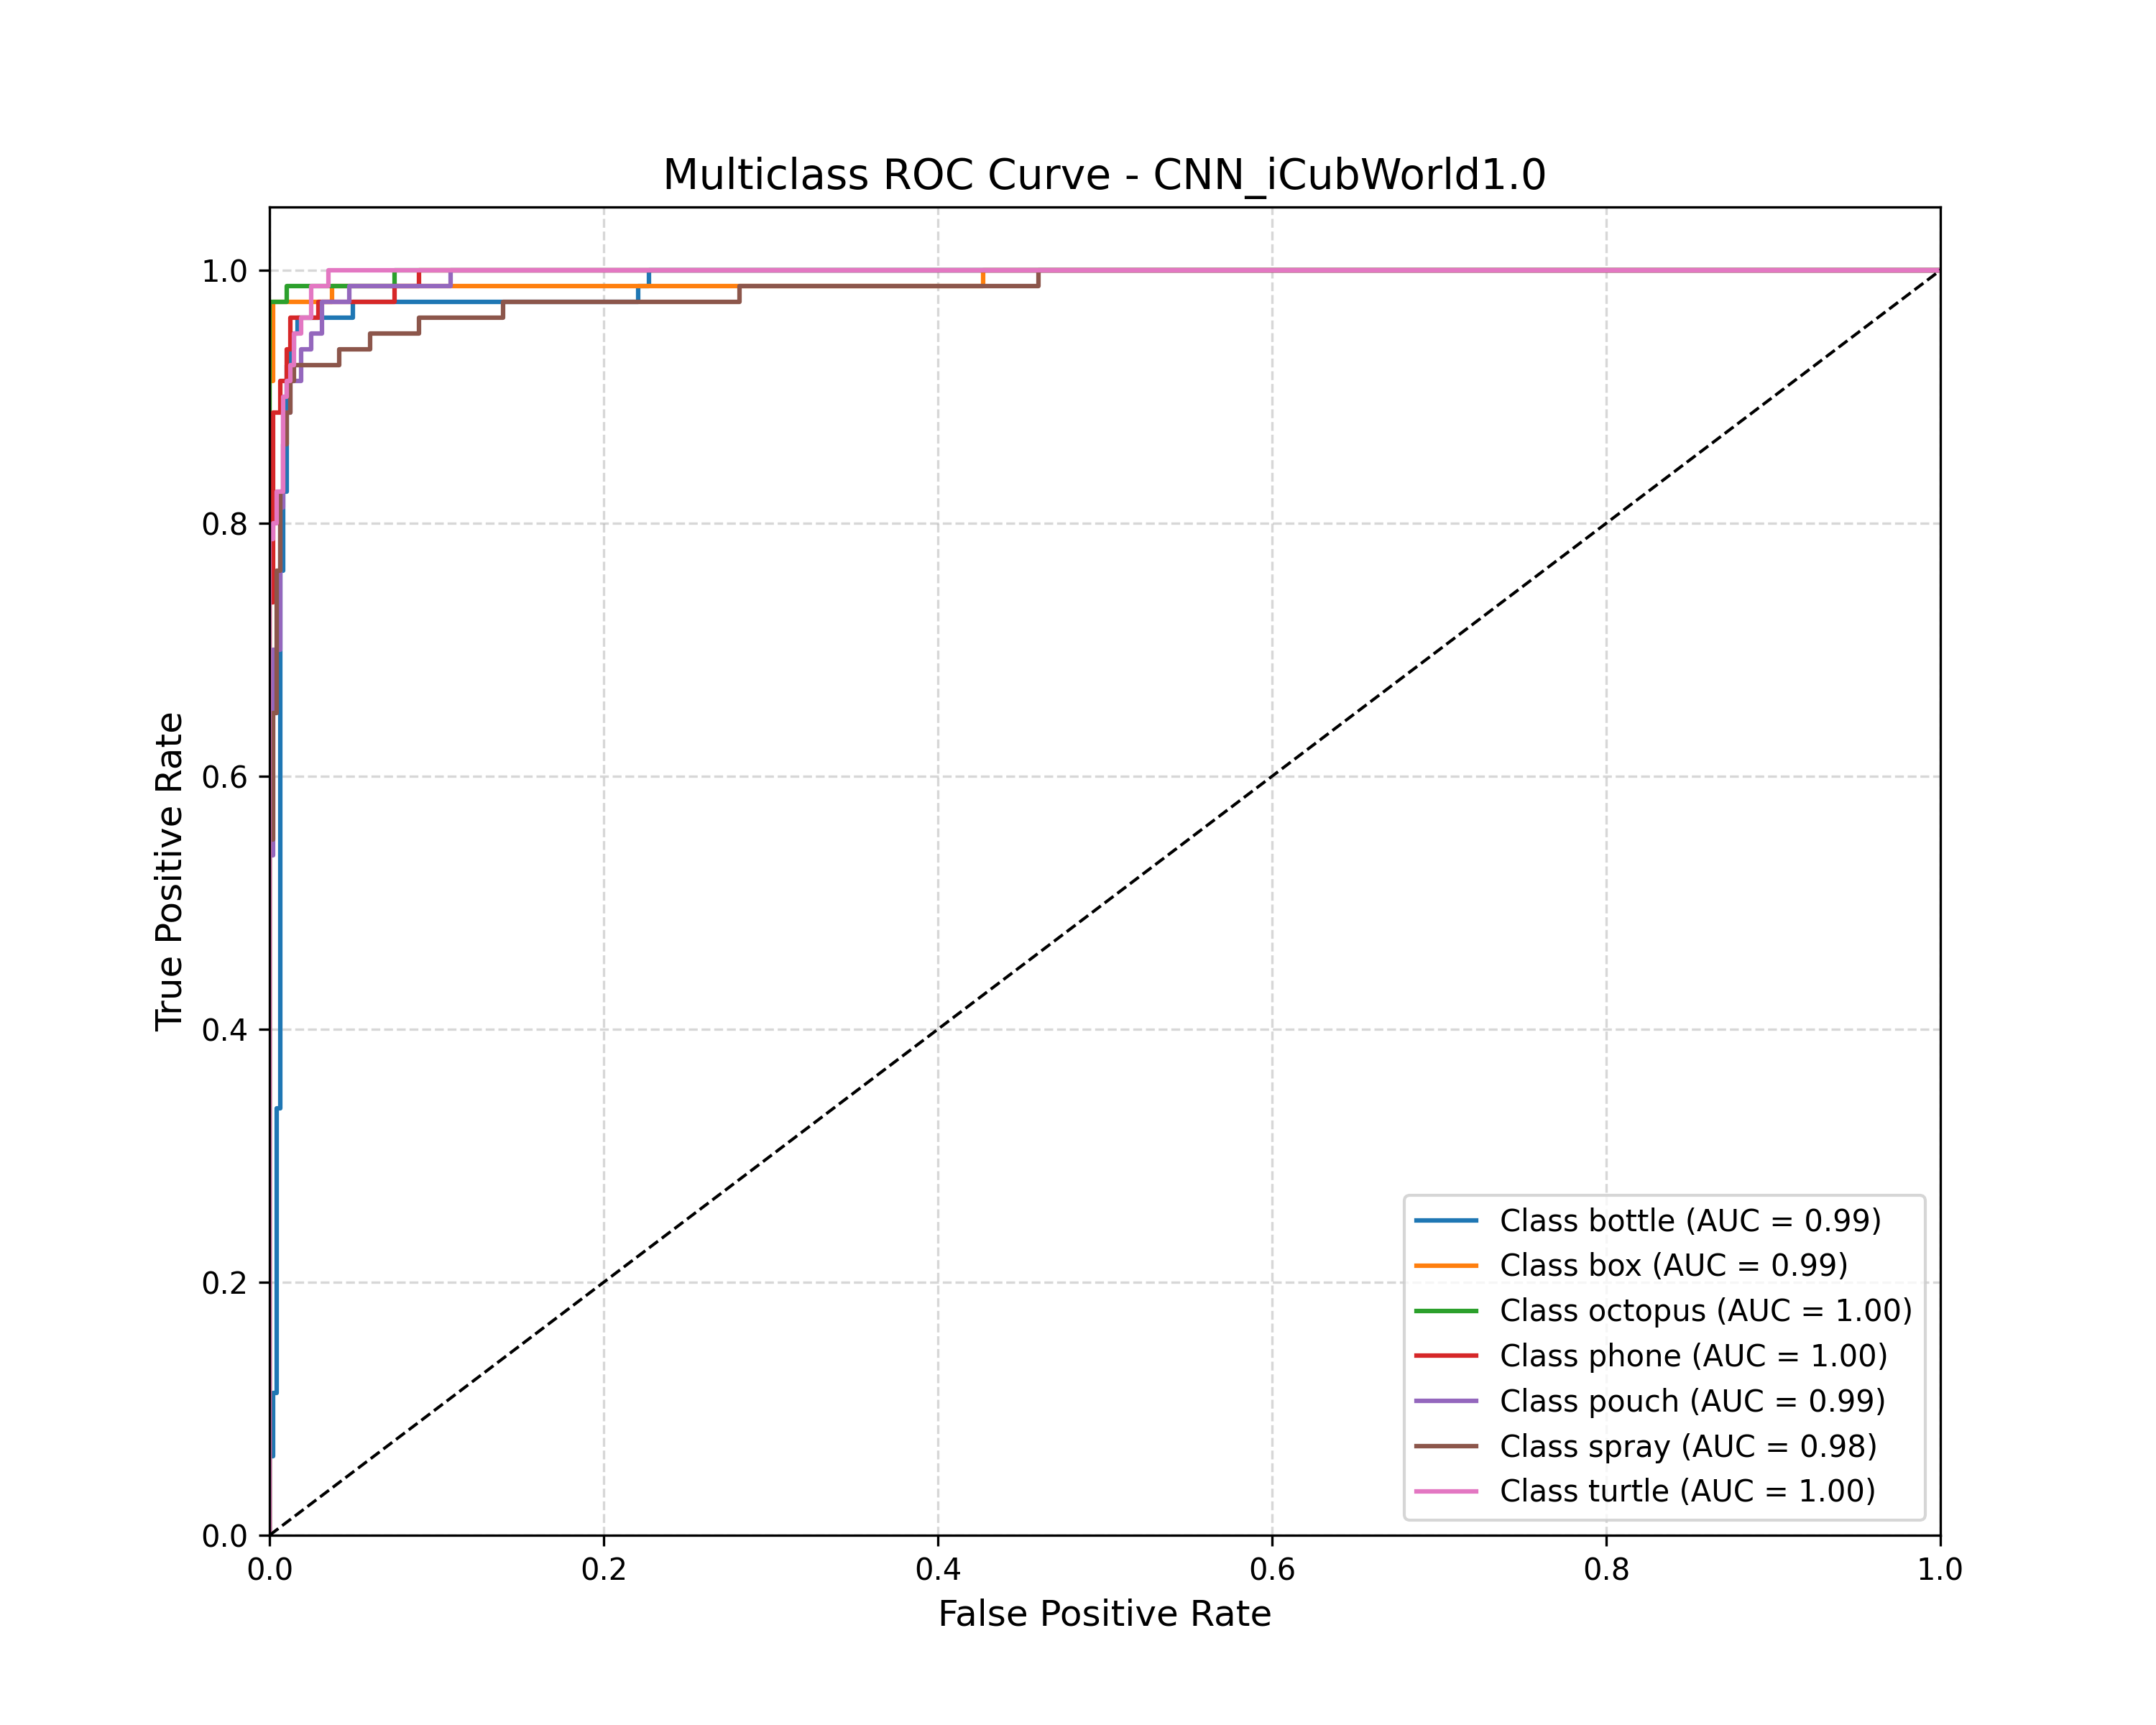 Multiclass ROC Curve - CNN_iCubWorld1.0
True Positive Rate
1.0
0.8
0.6
0.4
0.2
0.0
0.0 0.2 0.4 0.6 0.8 1.0
False Positive Rate
Class bottle (AUC = 0.99)
Class box (AUC = 0.99)
Class octopus (AUC = 1.00)
Class phone (AUC = 1.00)
Class pouch (AUC = 0.99)
Class spray (AUC = 0.98)
Class turtle (AUC = 1.00)